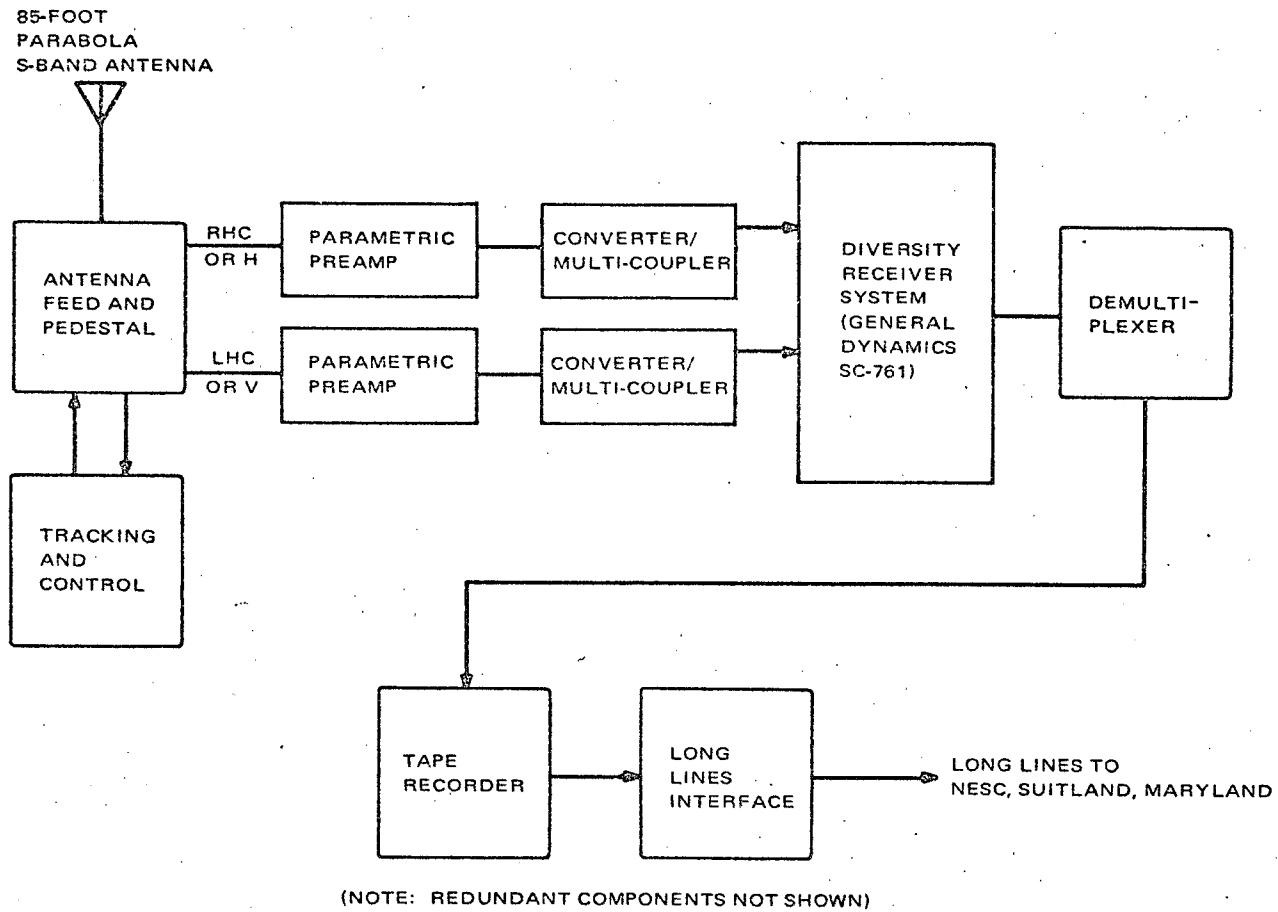 85-FOOT
PARABOLA
S-BAND ANTENNA
ANTENNA
FEED AND
PEDESTAL
RHC
OR H
LHC
OR V
PARAMETRIC
PREAMP
PARAMETRIC
PREAMP
CONVERTER/
MULTI-COUPLER
CONVERTER/
MULTI-COUPLER
DIVERSITY
RECEIVER
SYSTEM
(GENERAL
DYNAMICS
SC-761)
DEMULTI-
PLEXER
TRACKING
AND
CONTROL
TAPE
RECORDER
LONG
LINES
INTERFACE
LONG LINES TO
NESC, SUITLAND, MARYLAND
(NOTE: REDUNDANT COMPONENTS NOT SHOWN)